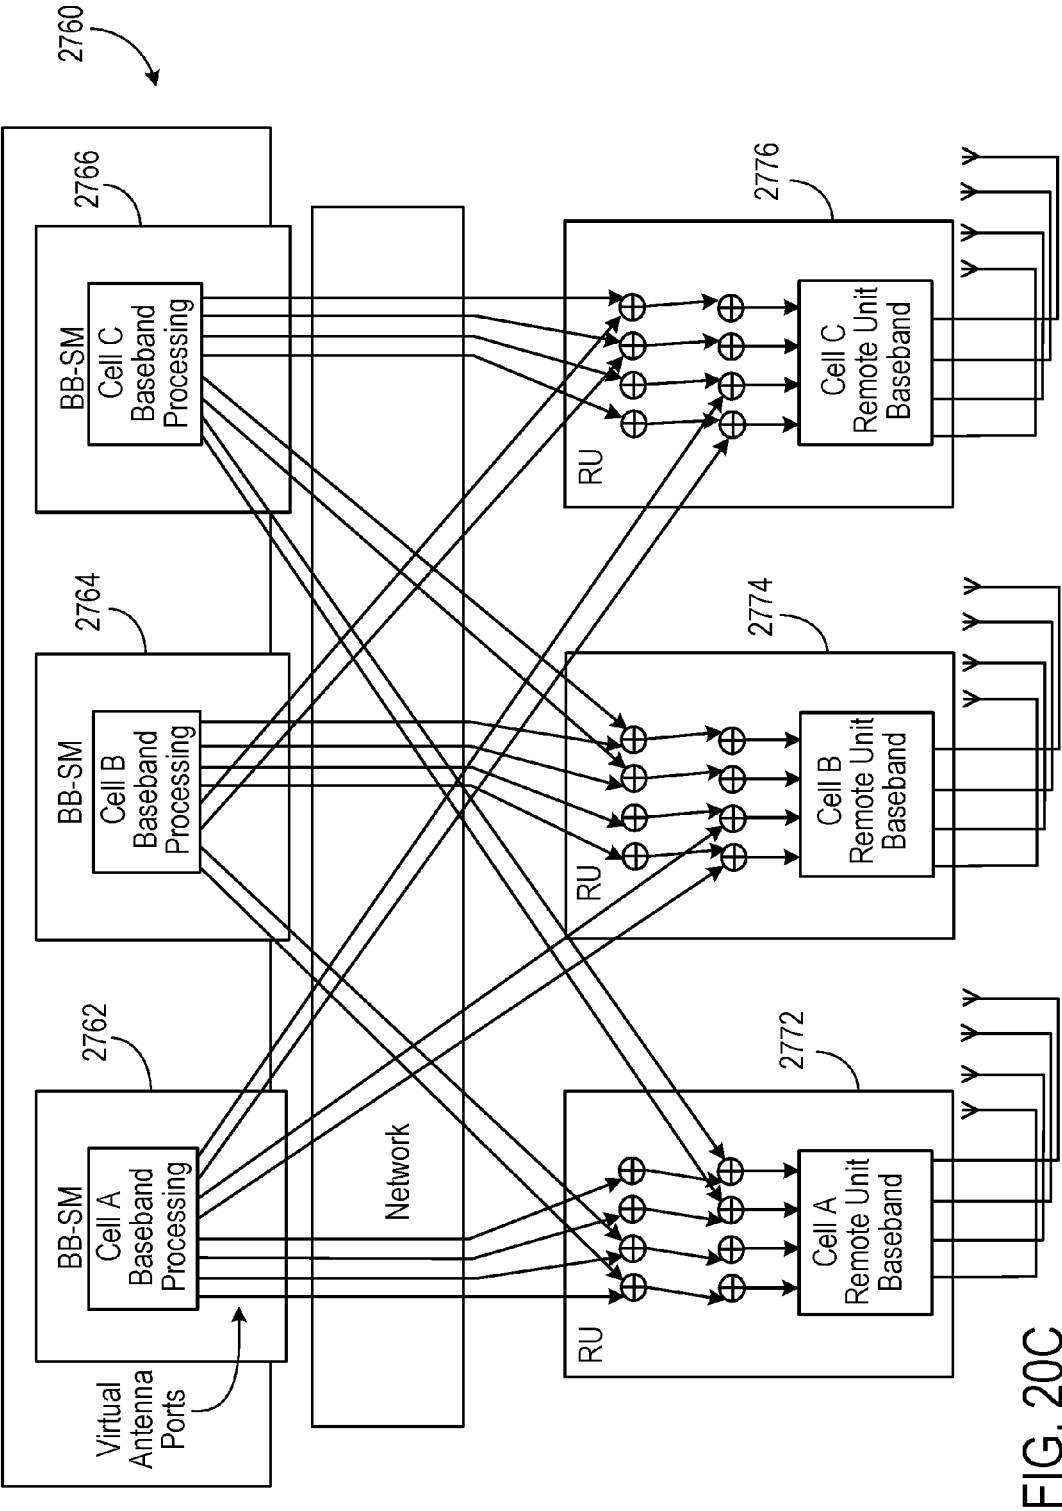 2760
2762
2764
2766
BB-SM
Cell A
Baseband
Processing
BB-SM
Cell B
Baseband
Processing
BB-SM
Cell C
Baseband
Processing
Virtual
Antenna
Ports
Network
2772
2774
2776
RU
RU
RU
Cell A
Remote Unit
Baseband
Cell B
Remote Unit
Baseband
Cell C
Remote Unit
Baseband
FIG. 20C